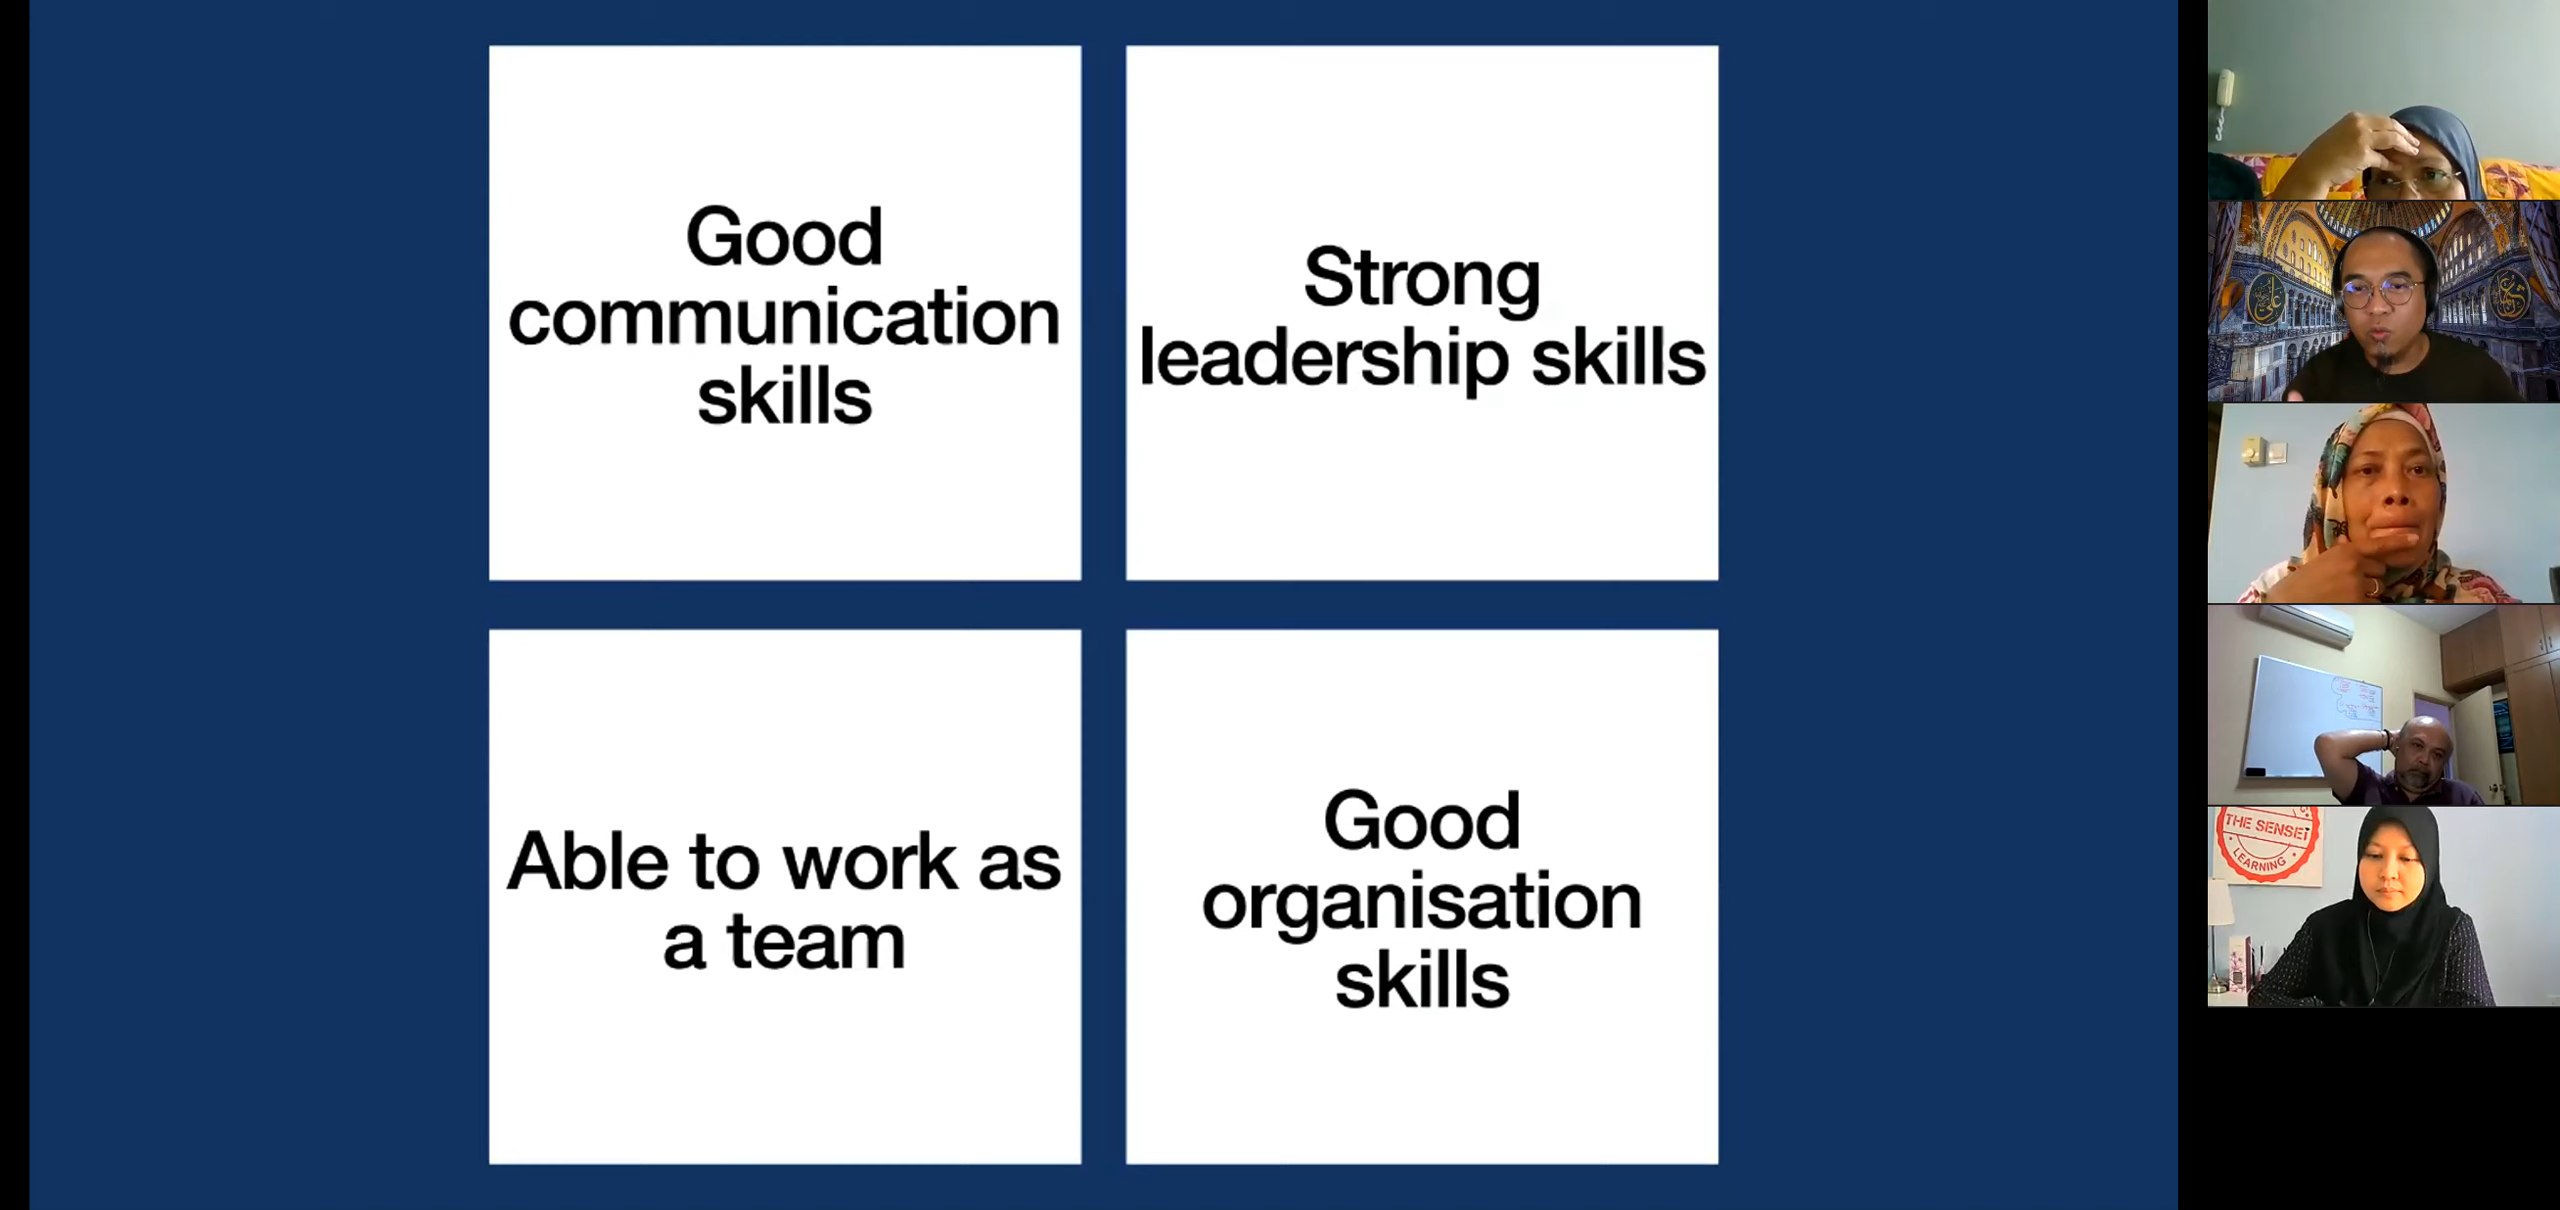 Good
communication
skills
Strong
leadership skills
Able to work as
a team
Good
organisation
skills
THE SENSEI
LEARNING